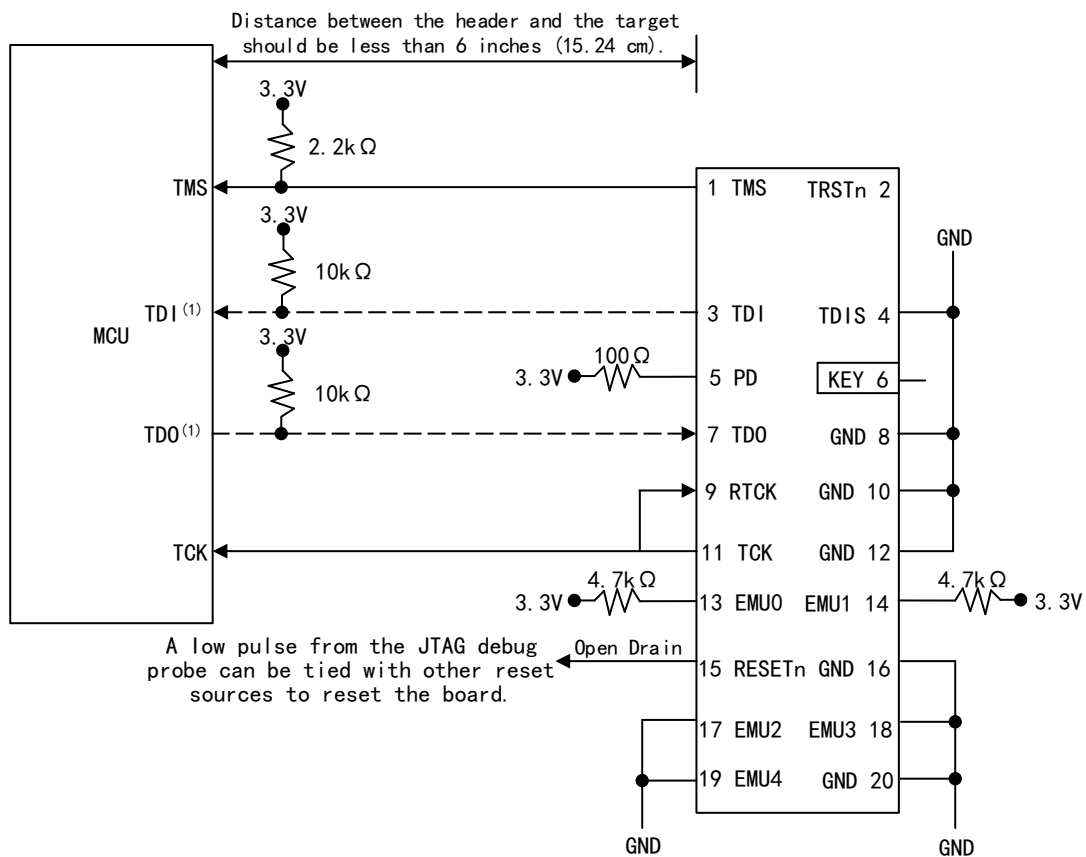 Distance between the header and the target
should be less than 6 inches (15.24 cm).
3.3V
2.2kΩ
TMS
1 TMS
TRSTn 2
3.3V
GND
10kΩ
TDI(1)
3 TDI
TDIS 4
MCU
3.3V
100Ω
3.3V
5 PD
KEY 6
10kΩ
TDO(1)
7 TDO
GND 8
9 RTCK
GND 10
TCK
11 TCK
GND 12
4.7kΩ
4.7kΩ
3.3V
13 EMU0
EMU1 14
3.3V
A low pulse from the JTAG debug
probe can be tied with other reset
sources to reset the board.
Open Drain
15 RESETn
GND 16
17 EMU2
EMU3 18
19 EMU4
GND 20
GND
GND